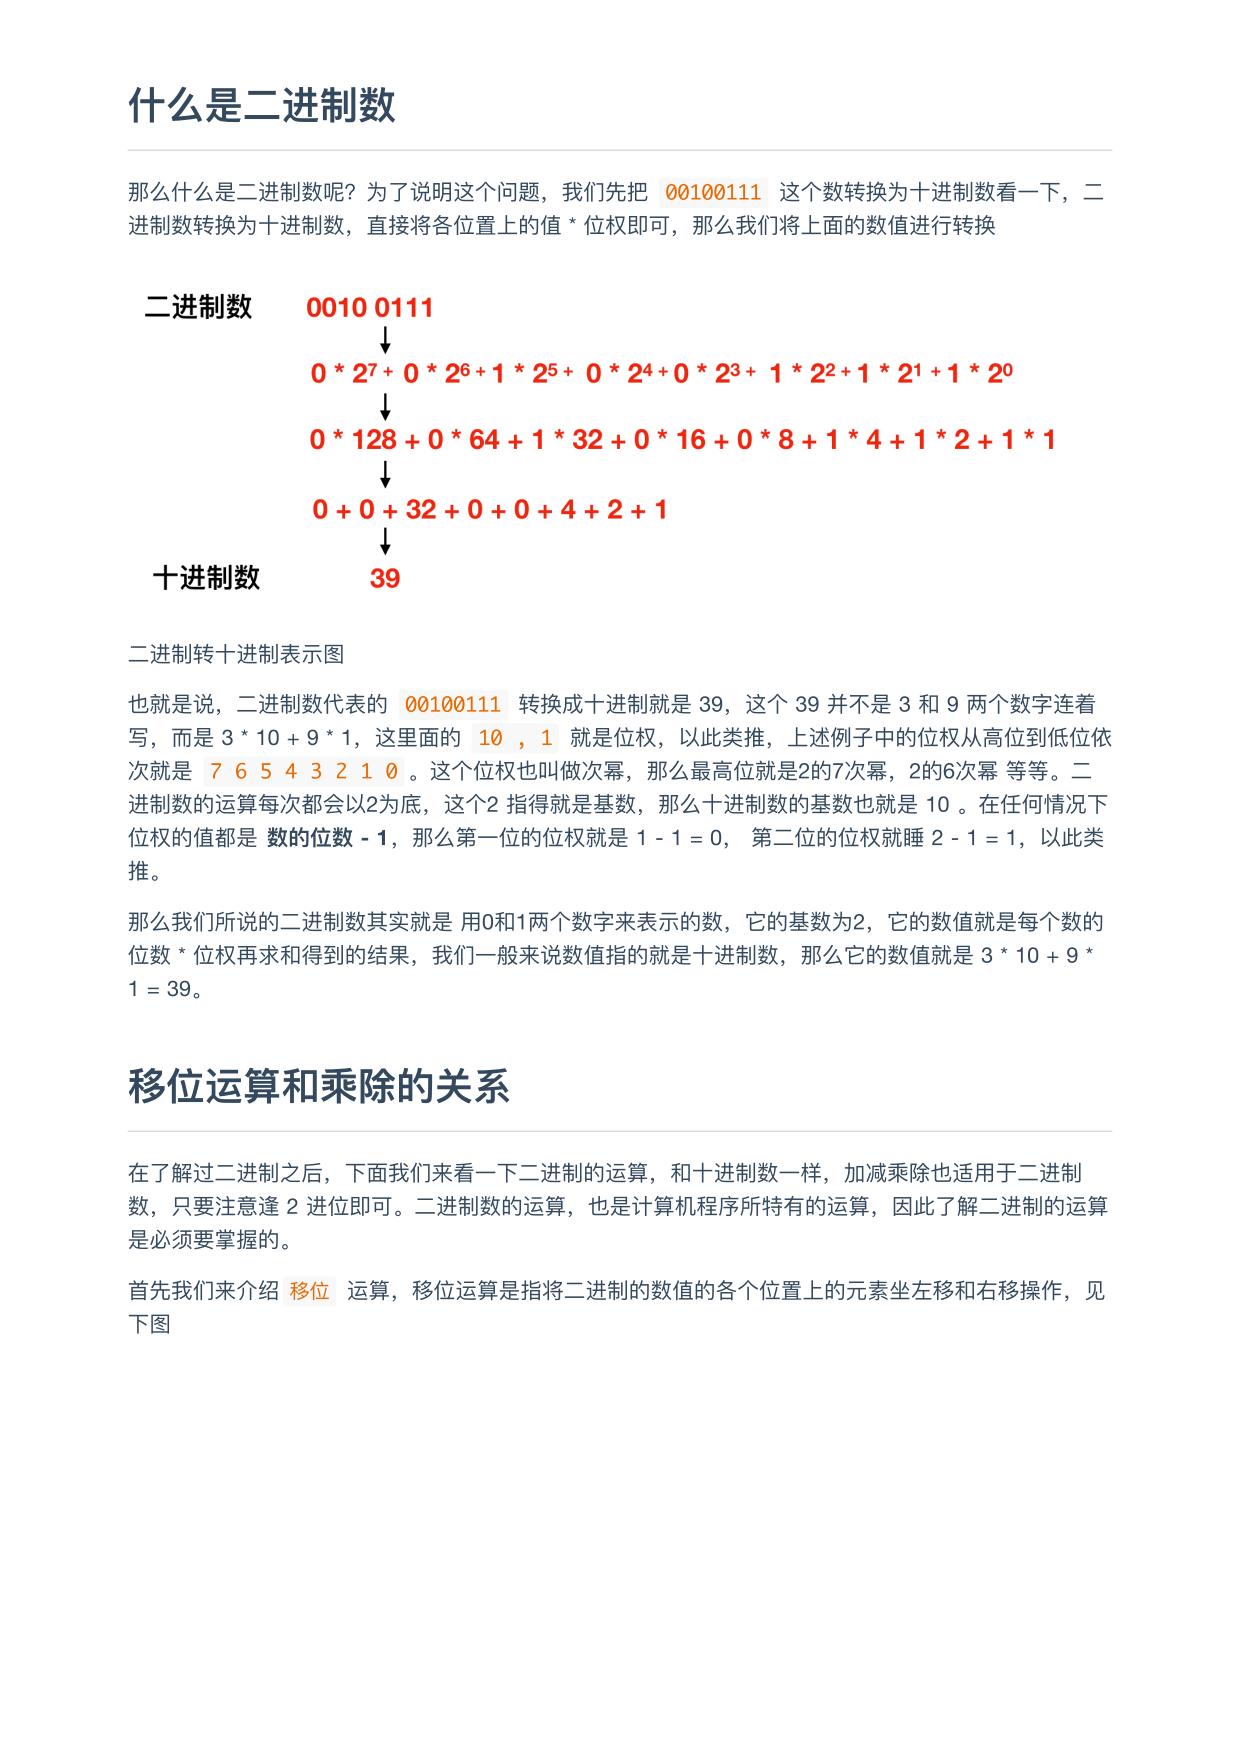 什么是二进制数
那么什么是二进制数呢？为了说明这个问题，我们先把 00100111 这个数转换为十进制数看一下，二
进制数转换为十进制数，直接将各位置上的值 * 位权即可，那么我们将上面的数值进行转换
二进制数 0010 0111
0 * 2⁷ + 0 * 2⁶ + 1 * 2⁵ + 0 * 2⁴ + 0 * 2³ + 1 * 2² + 1 * 2¹ + 1 * 2⁰
0 * 128 + 0 * 64 + 1 * 32 + 0 * 16 + 0 * 8 + 1 * 4 + 1 * 2 + 1 * 1
0 + 0 + 32 + 0 + 0 + 4 + 2 + 1
十进制数 39
二进制转十进制表示图
也就是说，二进制数代表的 00100111 转换成十进制就是 39，这个 39 并不是 3 和 9 两个数字连着
写，而是 3 * 10 + 9 * 1，这里面的 10 , 1 就是位权，以此类推，上述例子中的位权从高位到低位依
次就是 7 6 5 4 3 2 1 0 。这个位权也叫做次幂，那么最高位就是2的7次幂，2的6次幂 等等。二
进制数的运算每次都会以2为底，这个2 指得就是基数，那么十进制数的基数也就是 10 。在任何情况下
位权的值都是 数的位数 - 1，那么第一位的位权就是 1 - 1 = 0， 第二位的位权就睡 2 - 1 = 1，以此类
推。
那么我们所说的二进制数其实就是 用0和1两个数字来表示的数，它的基数为2，它的数值就是每个数的
位数 * 位权再求和得到的结果，我们一般来说数值指的就是十进制数，那么它的数值就是 3 * 10 + 9 *
1 = 39。
移位运算和乘除的关系
在了解过二进制之后，下面我们来看一下二进制的运算，和十进制数一样，加减乘除也适用于二进制
数，只要注意逢 2 进位即可。二进制数的运算，也是计算机程序所特有的运算，因此了解二进制的运算
是必须要掌握的。
首先我们来介绍 移位 运算，移位运算是指将二进制的数值的各个位置上的元素坐左移和右移操作，见
下图